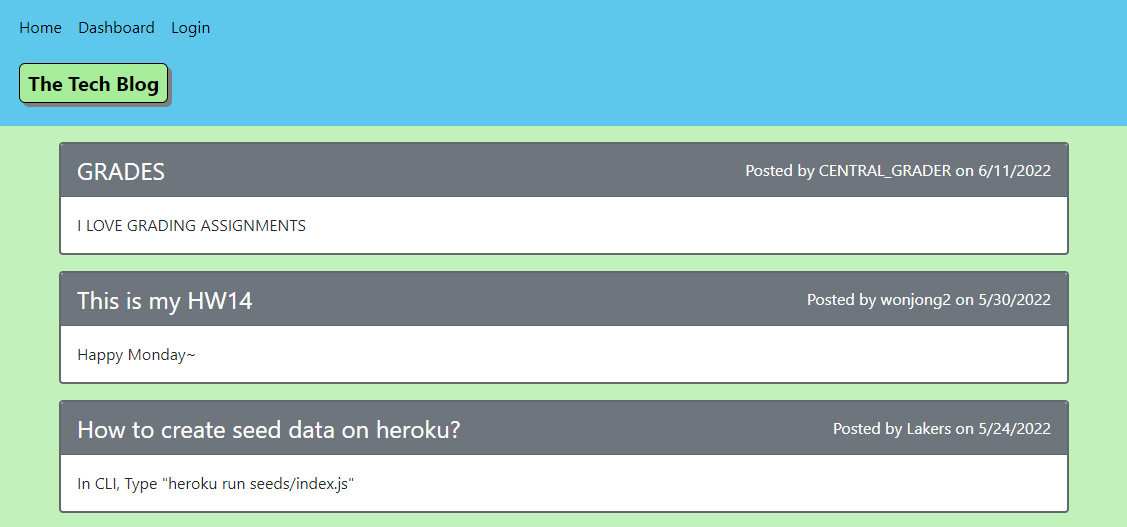 Home Dashboard Login
The Tech Blog
GRADES Posted by CENTRAL_GRADER on 6/11/2022
I LOVE GRADING ASSIGNMENTS
This is my HW14 Posted by wonjong2 on 5/30/2022
Happy Monday~
How to create seed data on heroku? Posted by Lakers on 5/24/2022
In CLI, Type "heroku run seeds/index.js"